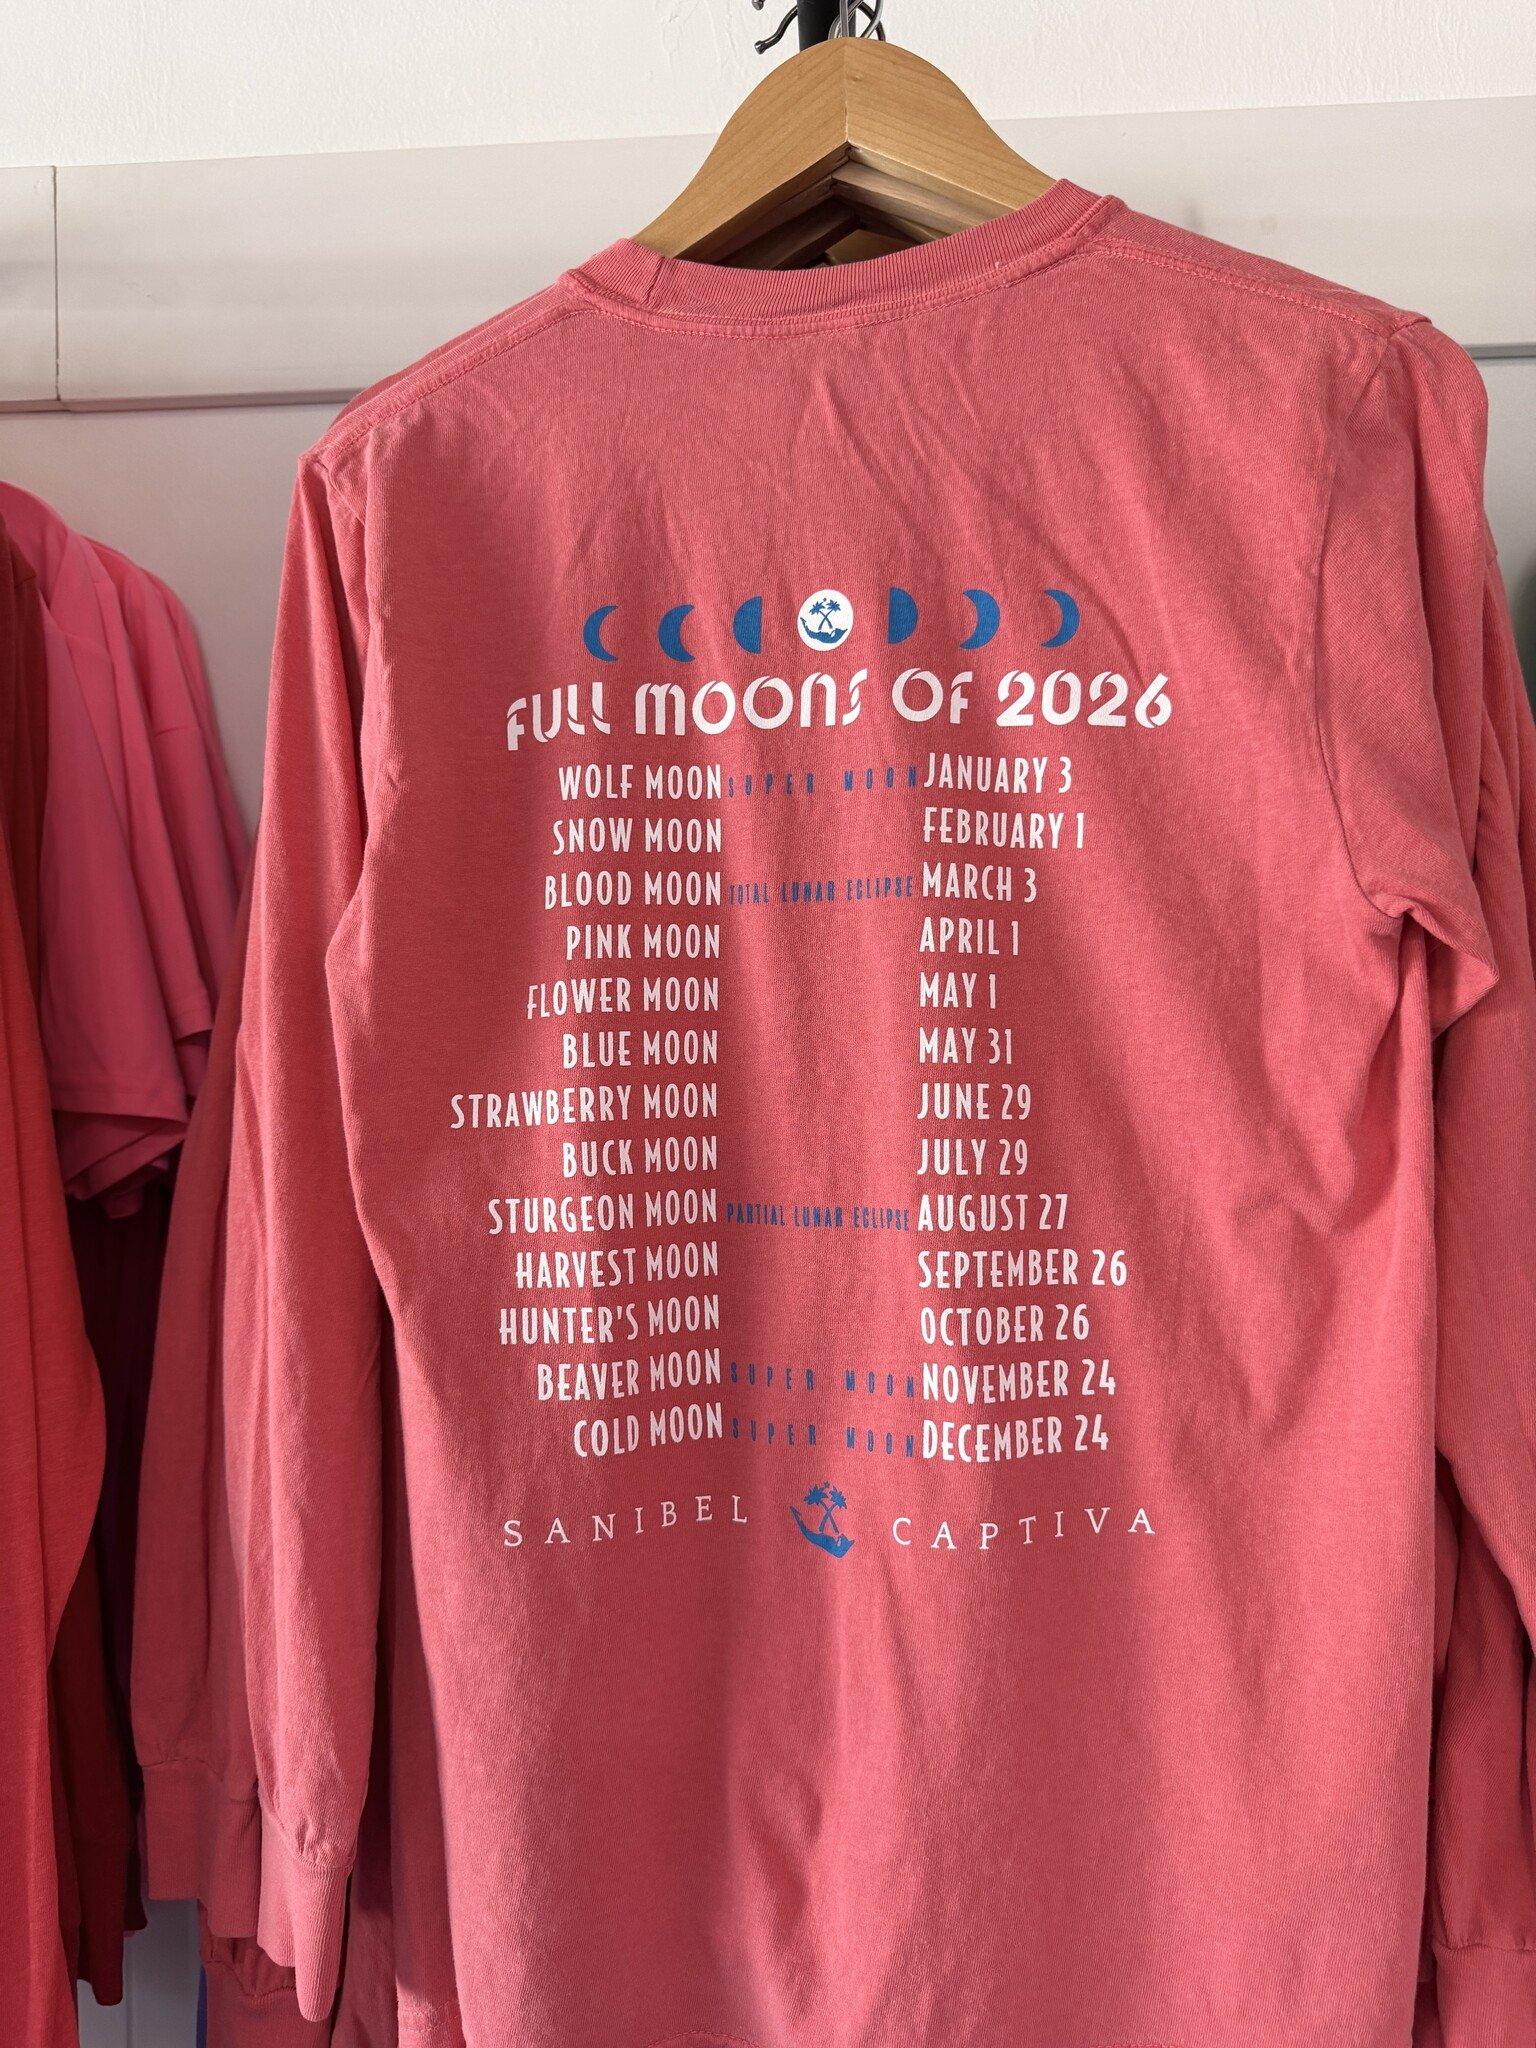 FULL MOONS OF 2026
WOLF MOON SUPER MOON JANUARY 3
SNOW MOON FEBRUARY 1
BLOOD MOON TOTAL LUNAR ECLIPSE MARCH 3
PINK MOON APRIL 1
FLOWER MOON MAY 1
BLUE MOON MAY 31
STRAWBERRY MOON JUNE 29
BUCK MOON JULY 29
STURGEON MOON PARTIAL LUNAR ECLIPSE AUGUST 27
HARVEST MOON SEPTEMBER 26
HUNTER'S MOON OCTOBER 26
BEAVER MOON SUPER MOON NOVEMBER 24
COLD MOON SUPER MOON DECEMBER 24
SANIBEL CAPTIVA